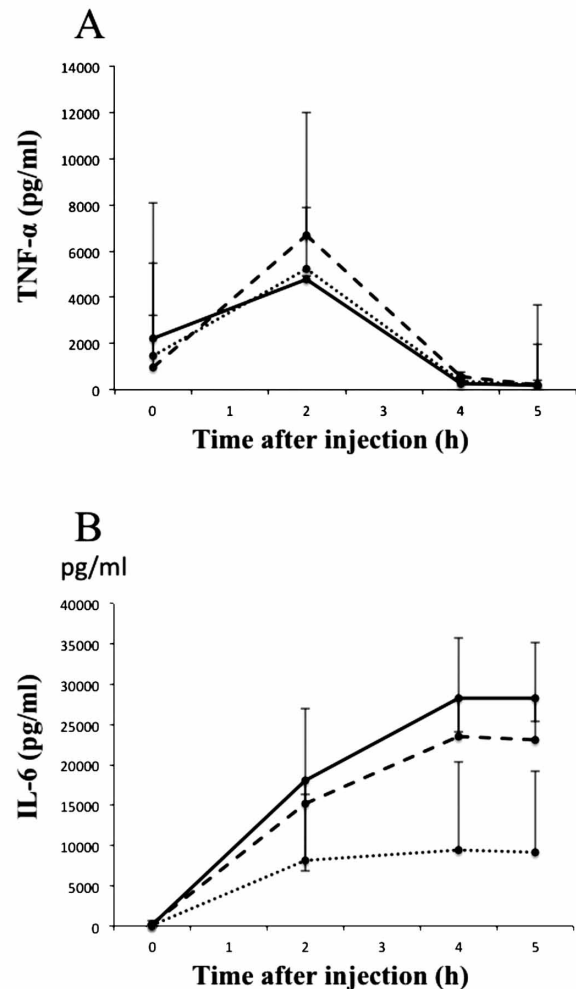 A
14000
12000
10000
8000
6000
4000
2000
0
TNF-α (pg/ml)
0 1 2 3 4 5
Time after injection (h)
B
pg/ml
40000
35000
30000
25000
20000
15000
10000
5000
0
IL-6 (pg/ml)
0 1 2 3 4 5
Time after injection (h)